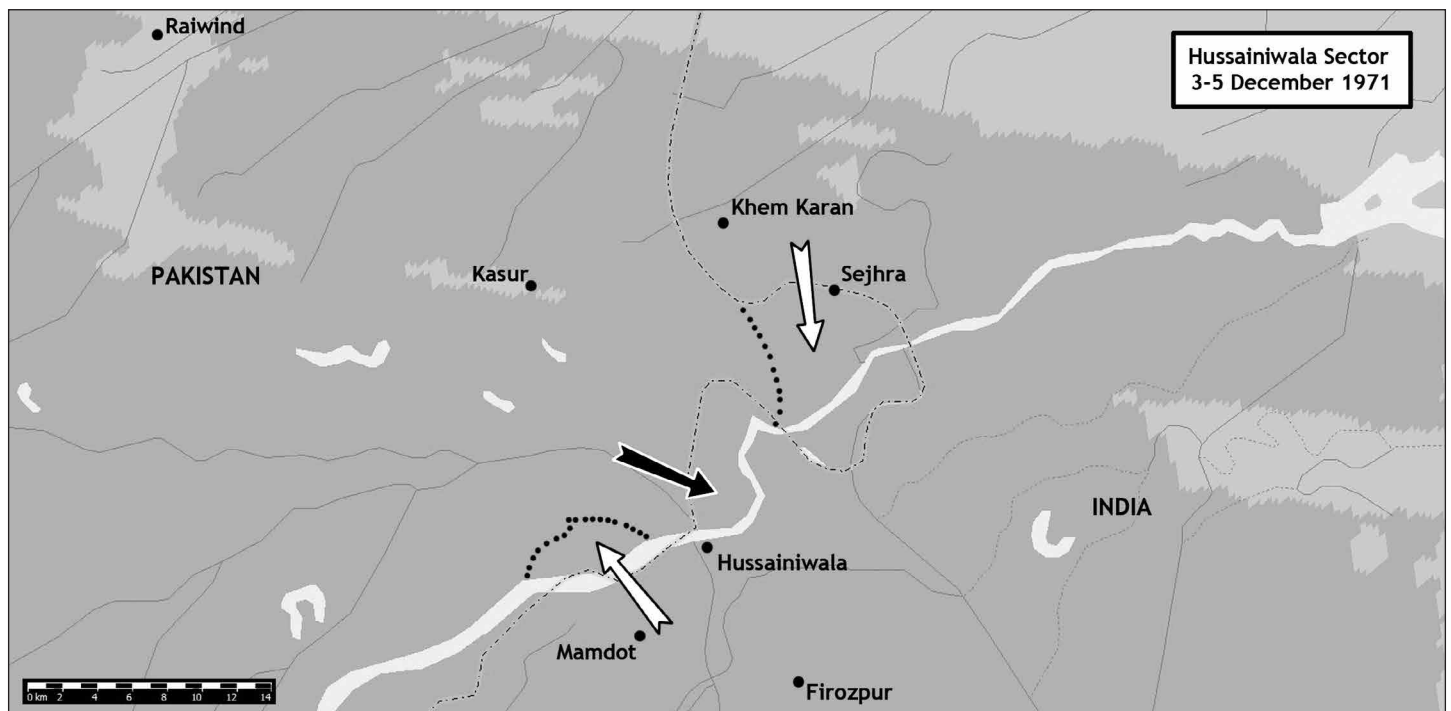 Raiwind
Hussainiwala Sector
3-5 December 1971
Khem Karan
PAKISTAN
Kasur
Sejhra
INDIA
Hussainiwala
Mamdot
Firozpur
0 km 2 4 6 8 10 12 14